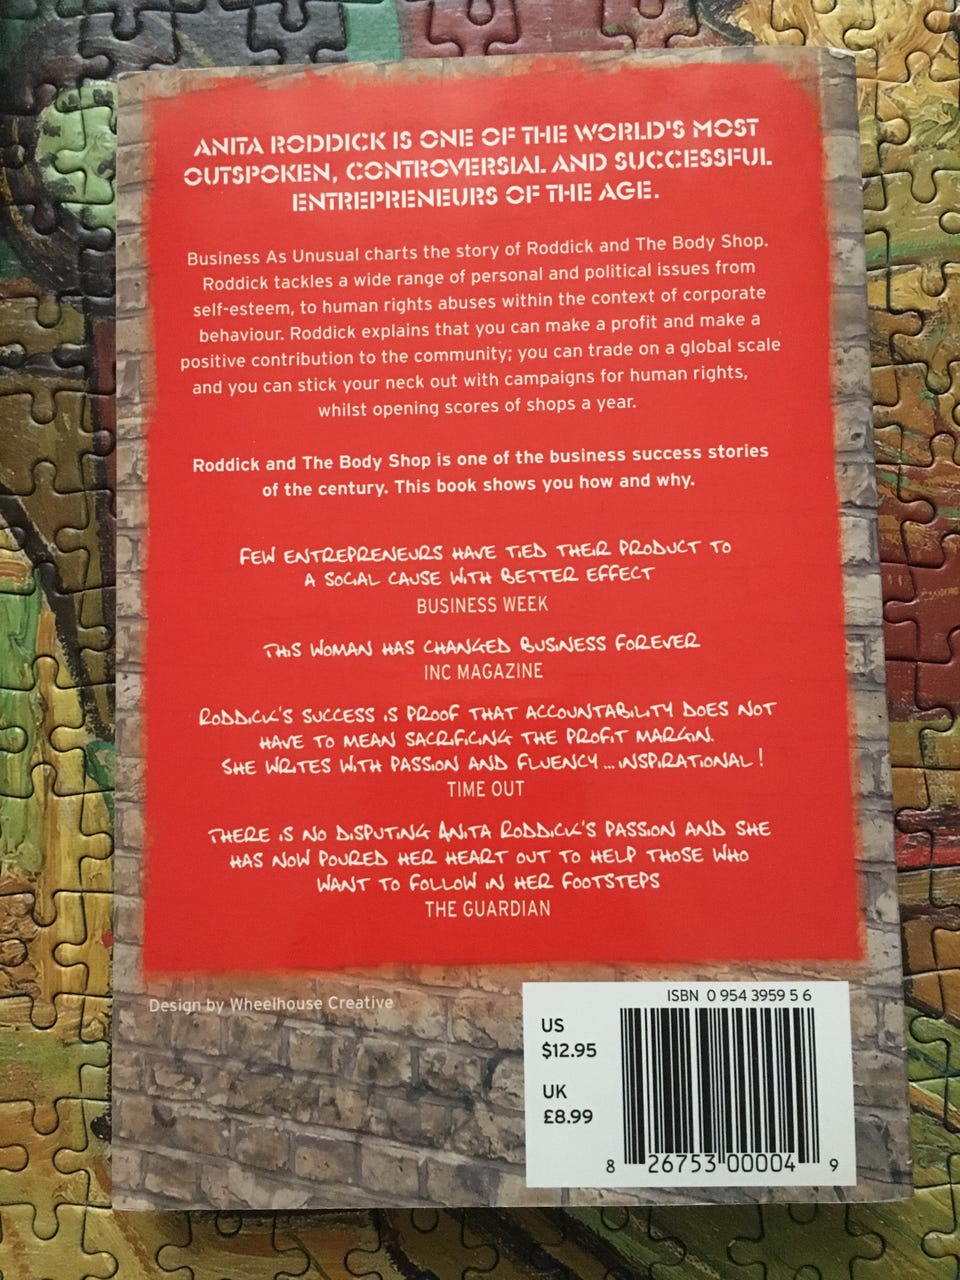 ANITA RODDICK IS ONE OF THE WORLD'S MOST
OUTSPOKEN, CONTROVERSIAL AND SUCCESSFUL
ENTREPRENEURS OF THE AGE.
Business As Unusual charts the story of Roddick and The Body Shop.
Roddick tackles a wide range of personal and political issues from
self-esteem, to human rights abuses within the context of corporate
behaviour. Roddick explains that you can make a profit and make a
positive contribution to the community; you can trade on a global scale
and you can stick your neck out with campaigns for human rights,
whilst opening scores of shops a year.
Roddick and The Body Shop is one of the business success stories
of the century. This book shows you how and why.
FEW ENTREPRENEURS HAVE TIED THEIR PRODUCT TO
A SOCIAL CAUSE WITH BETTER EFFECT
BUSINESS WEEK
THIS WOMAN HAS CHANGED BUSINESS FOREVER
INC MAGAZINE
RODDICK'S SUCCESS IS PROOF THAT ACCOUNTABILITY DOES NOT
HAVE TO MEAN SACRIFICING THE PROFIT MARGIN.
SHE WRITES WITH PASSION AND FLUENCY... INSPIRATIONAL!
TIME OUT
THERE IS NO DISPUTING ANITA RODDICK'S PASSION AND SHE
HAS NOW POURED HER HEART OUT TO HELP THOSE WHO
WANT TO FOLLOW IN HER FOOTSTEPS
THE GUARDIAN
Design by Wheelhouse Creative
ISBN 0 954 3959 5 6
US
$12.95
UK
£8.99
8 26753 00004 9